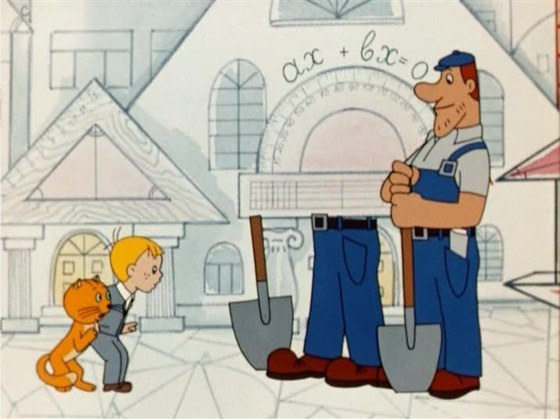 ax + bx = 0